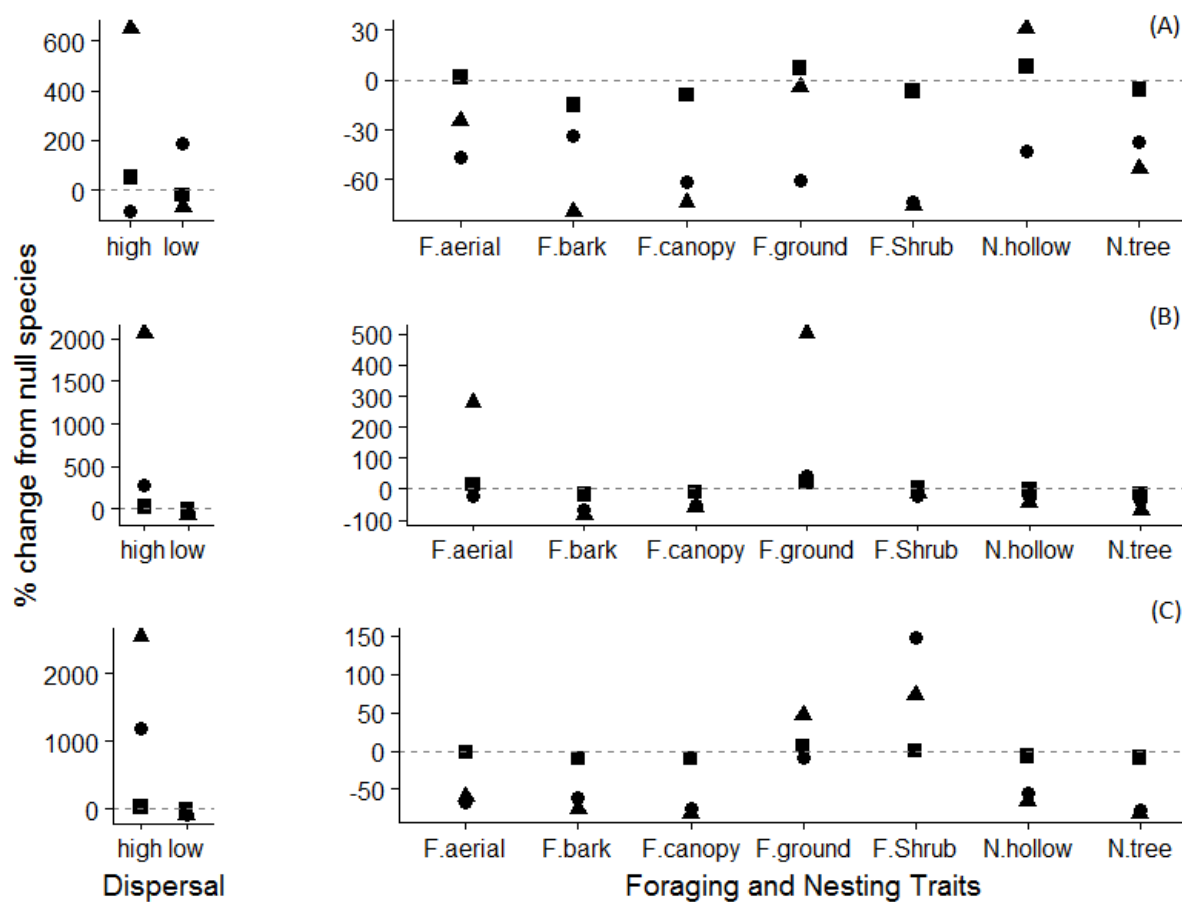 (A)
600
400
200
0
high low
30
0
-30
-60
F.aerial F.bark F.canopy F.ground F.Shrub N.hollow N.tree
% change from null species
(B)
2000
1500
1000
500
0
high low
500
400
300
200
100
0
-100
F.aerial F.bark F.canopy F.ground F.Shrub N.hollow N.tree
(C)
2000
1000
0
high low
150
100
50
0
-50
F.aerial F.bark F.canopy F.ground F.Shrub N.hollow N.tree
Dispersal
Foraging and Nesting Traits